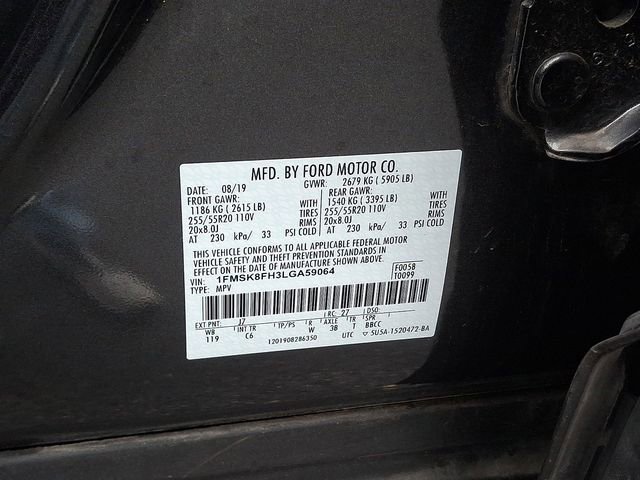 MFD. BY FORD MOTOR CO.
DATE: 08/19 GVWR: 2679 KG ( 5905 LB)
FRONT GAWR: REAR GAWR:
1186 KG ( 2615 LB) WITH 1540 KG ( 3395 LB) WITH
255/55R20 110V TIRES 255/55R20 110V TIRES
20x8.0J RIMS 20x8.0J RIMS
AT 230 kPa/ 33 PSI COLD AT 230 kPa/ 33 PSI COLD
THIS VEHICLE CONFORMS TO ALL APPLICABLE FEDERAL MOTOR
VEHICLE SAFETY AND THEFT PREVENTION STANDARDS IN
EFFECT ON THE DATE OF MANUFACTURE SHOWN ABOVE.
VIN: 1FMSK8FH3LGA59064 F0058
TYPE: MPV T0099
EXT PNT: J7 RC: 27 DSO:
WB INT TR TP/PS R AXLE TR SPR
119 C6 W 3B T BBCC
1201908286350 UTC ▽ 5U5A-1520472-BA